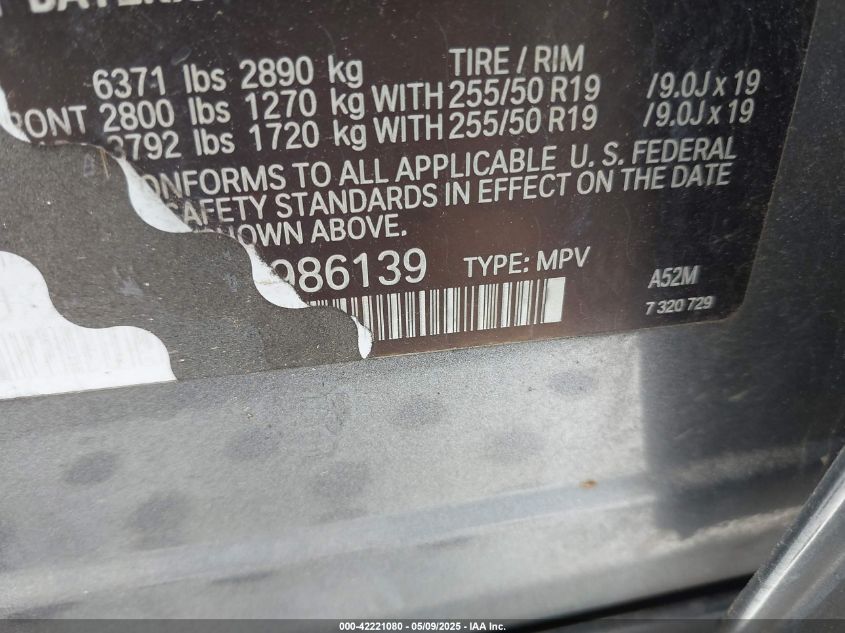 6371 lbs 2890 kg TIRE / RIM
RONT 2800 lbs 1270 kg WITH 255/50 R19 /9.0J x 19
3792 lbs 1720 kg WITH 255/50 R19 /9.0J x 19
ONFORMS TO ALL APPLICABLE U. S. FEDERAL
AFETY STANDARDS IN EFFECT ON THE DATE
OWN ABOVE.
986139 TYPE: MPV A52M
7 320 729
000-42221080 - 05/09/2025 - IAA Inc.